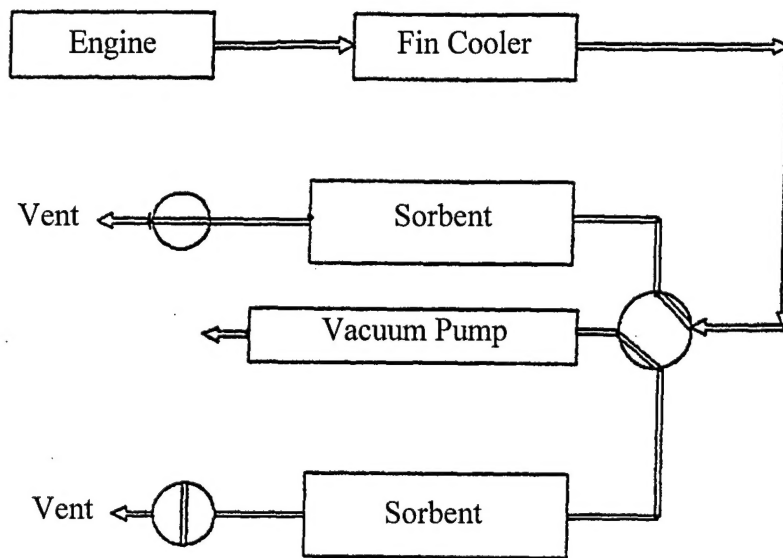 Engine
Fin Cooler
Vent
Sorbent
Vacuum Pump
Vent
Sorbent